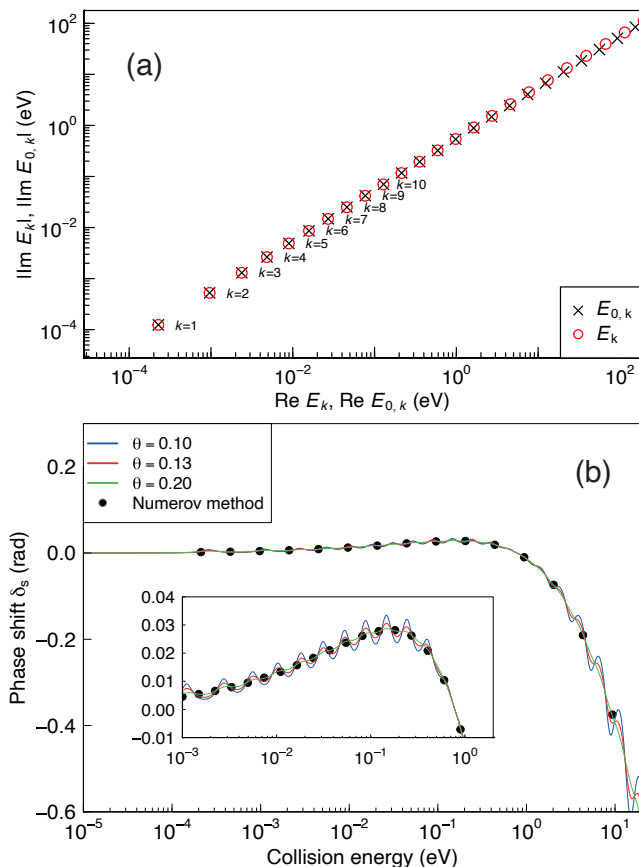 (a)
|Im E_k|, |Im E_{0, k}| (eV)
10^2
10^0
10^−2
10^−4
k=1
k=2
k=3
k=4
k=5
k=6
k=7
k=8
k=9
k=10
E_{0, k}
E_k
10^−4
10^−2
10^0
10^2
Re E_k, Re E_{0, k} (eV)
(b)
θ = 0.10
θ = 0.13
θ = 0.20
Numerov method
Phase shift δ_s (rad)
0.2
0.0
−0.2
−0.4
−0.6
0.04
0.03
0.02
0.01
0.00
−0.01
10^−3
10^−2
10^−1
10^0
10^−5
10^−4
10^−3
10^−2
10^−1
10^0
10^1
Collision energy (eV)